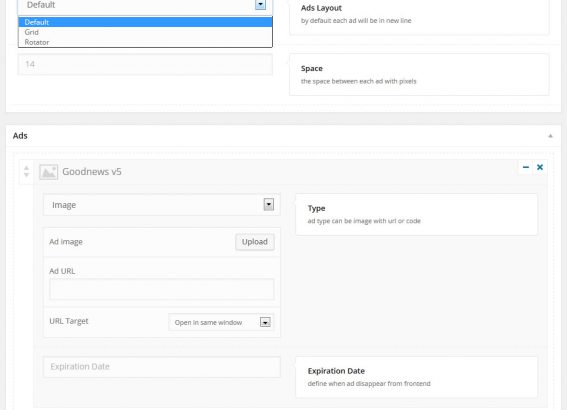 Default
Ads Layout
by default each ad will be in new line
Default
Grid
Rotator
14
Space
the space between each ad with pixels
Ads
Goodnews v5
Image
Type
ad type can be image with url or code
Ad image
Upload
Ad URL
URL Target
Open in same window
Expiration Date
Expiration Date
define when ad disappear from frontend